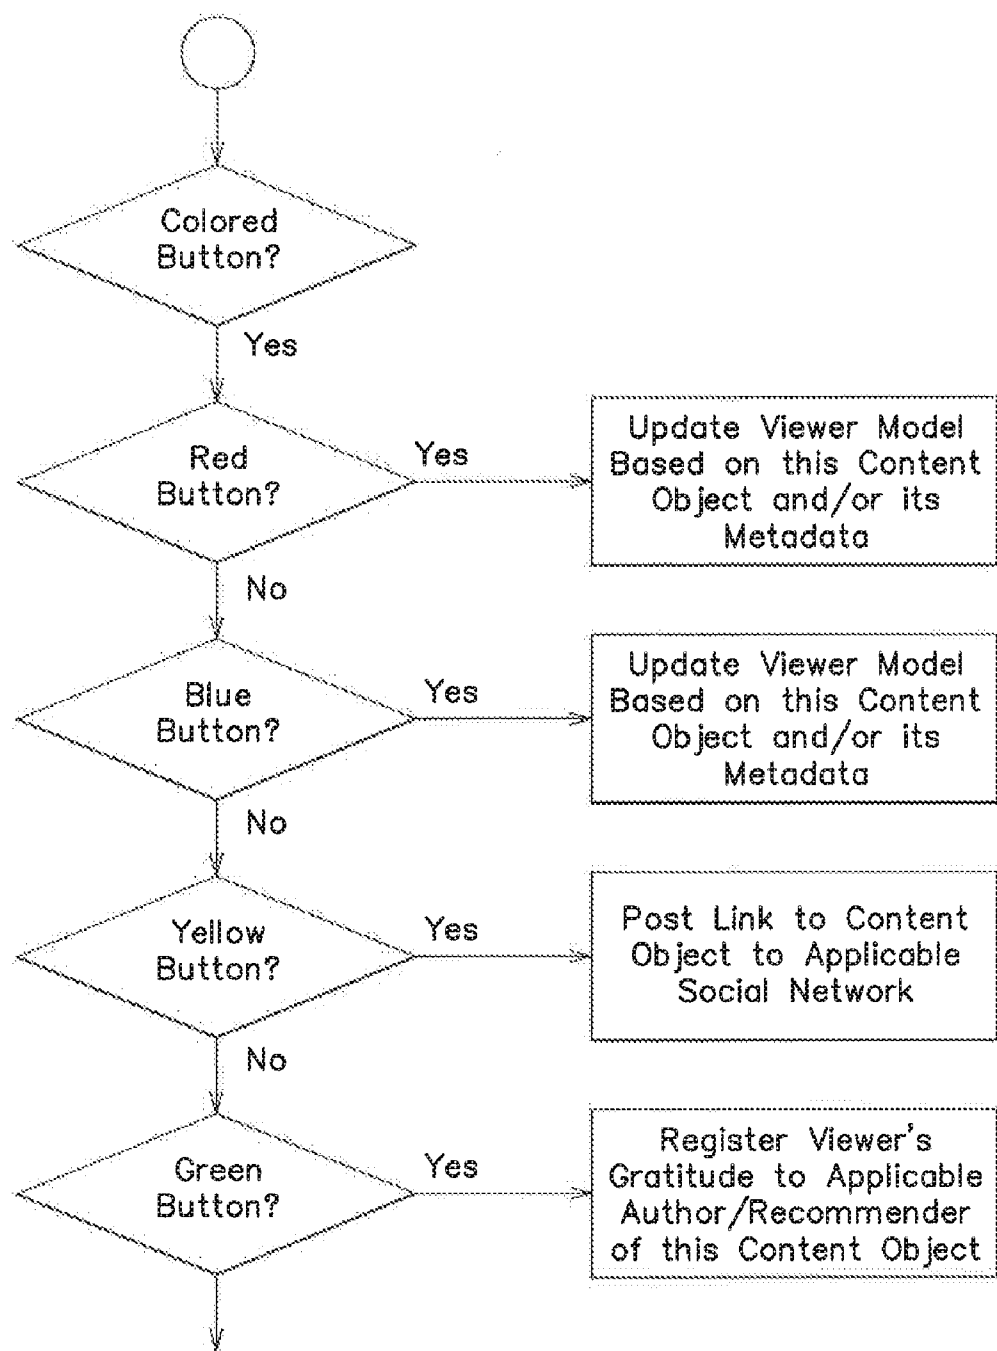 Colored
Button?
Yes
Red
Button?
Yes
Update Viewer Model
Based on this Content
Object and/or its
Metadata
No
Blue
Button?
Yes
Update Viewer Model
Based on this Content
Object and/or its
Metadata
No
Yellow
Button?
Yes
Post Link to Content
Object to Applicable
Social Network
No
Green
Button?
Yes
Register Viewer's
Gratitude to Applicable
Author/Recommender
of this Content Object